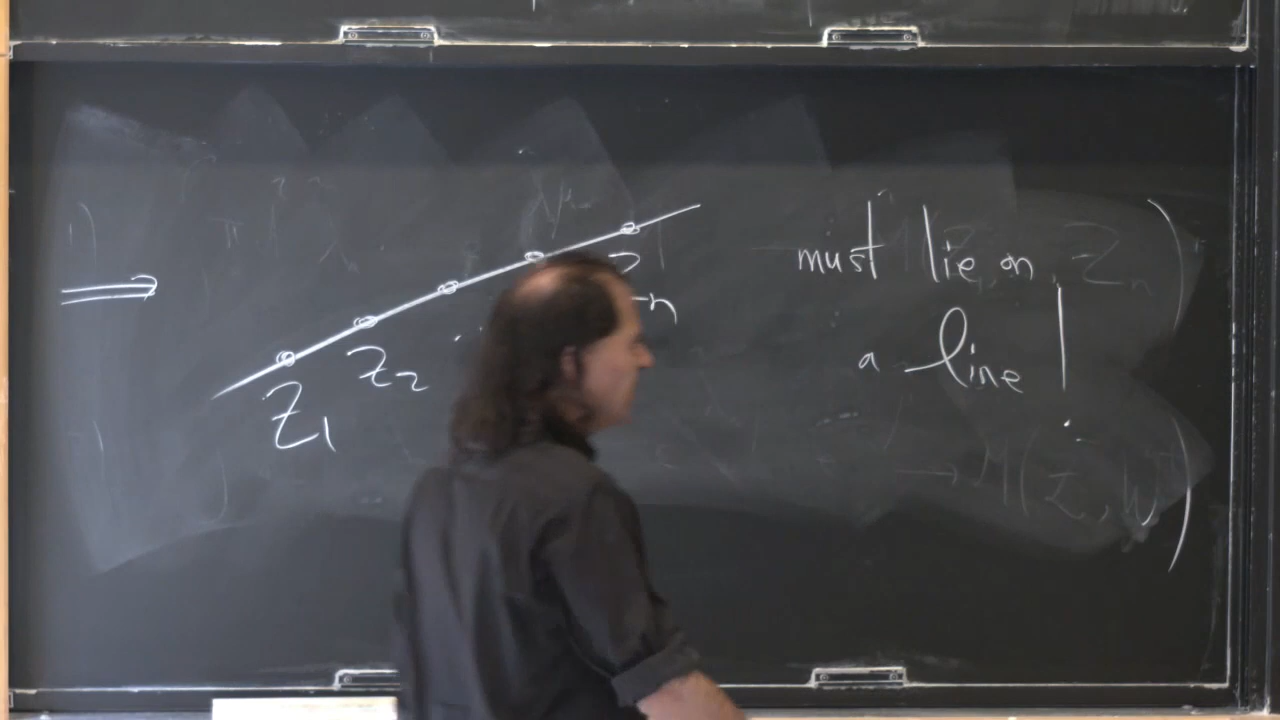 ⟹ Z₁ Z₂ n must lie on
a line!
→ M(Z, W)